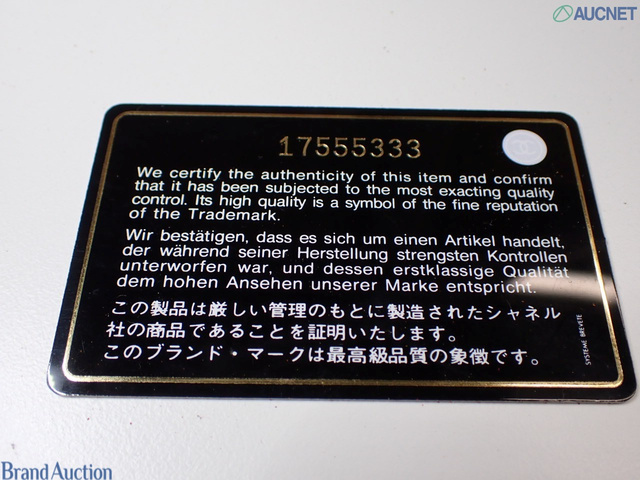 AUCNET
17555333
We certify the authenticity of this item and confirm
that it has been subjected to the most exacting quality
control. Its high quality is a symbol of the fine reputation
of the Trademark.
Wir bestätigen, dass es sich um einen Artikel handelt,
der während seiner Herstellung strengsten Kontrollen
unterworfen war, und dessen erstklassige Qualität
dem hohen Ansehen unserer Marke entspricht.
この製品は厳しい管理のもとに製造されたシャネル
社の商品であることを証明いたします。
このブランド・マークは最高級品質の象徴です。
SYSTEME BREVETE
Brand Auction